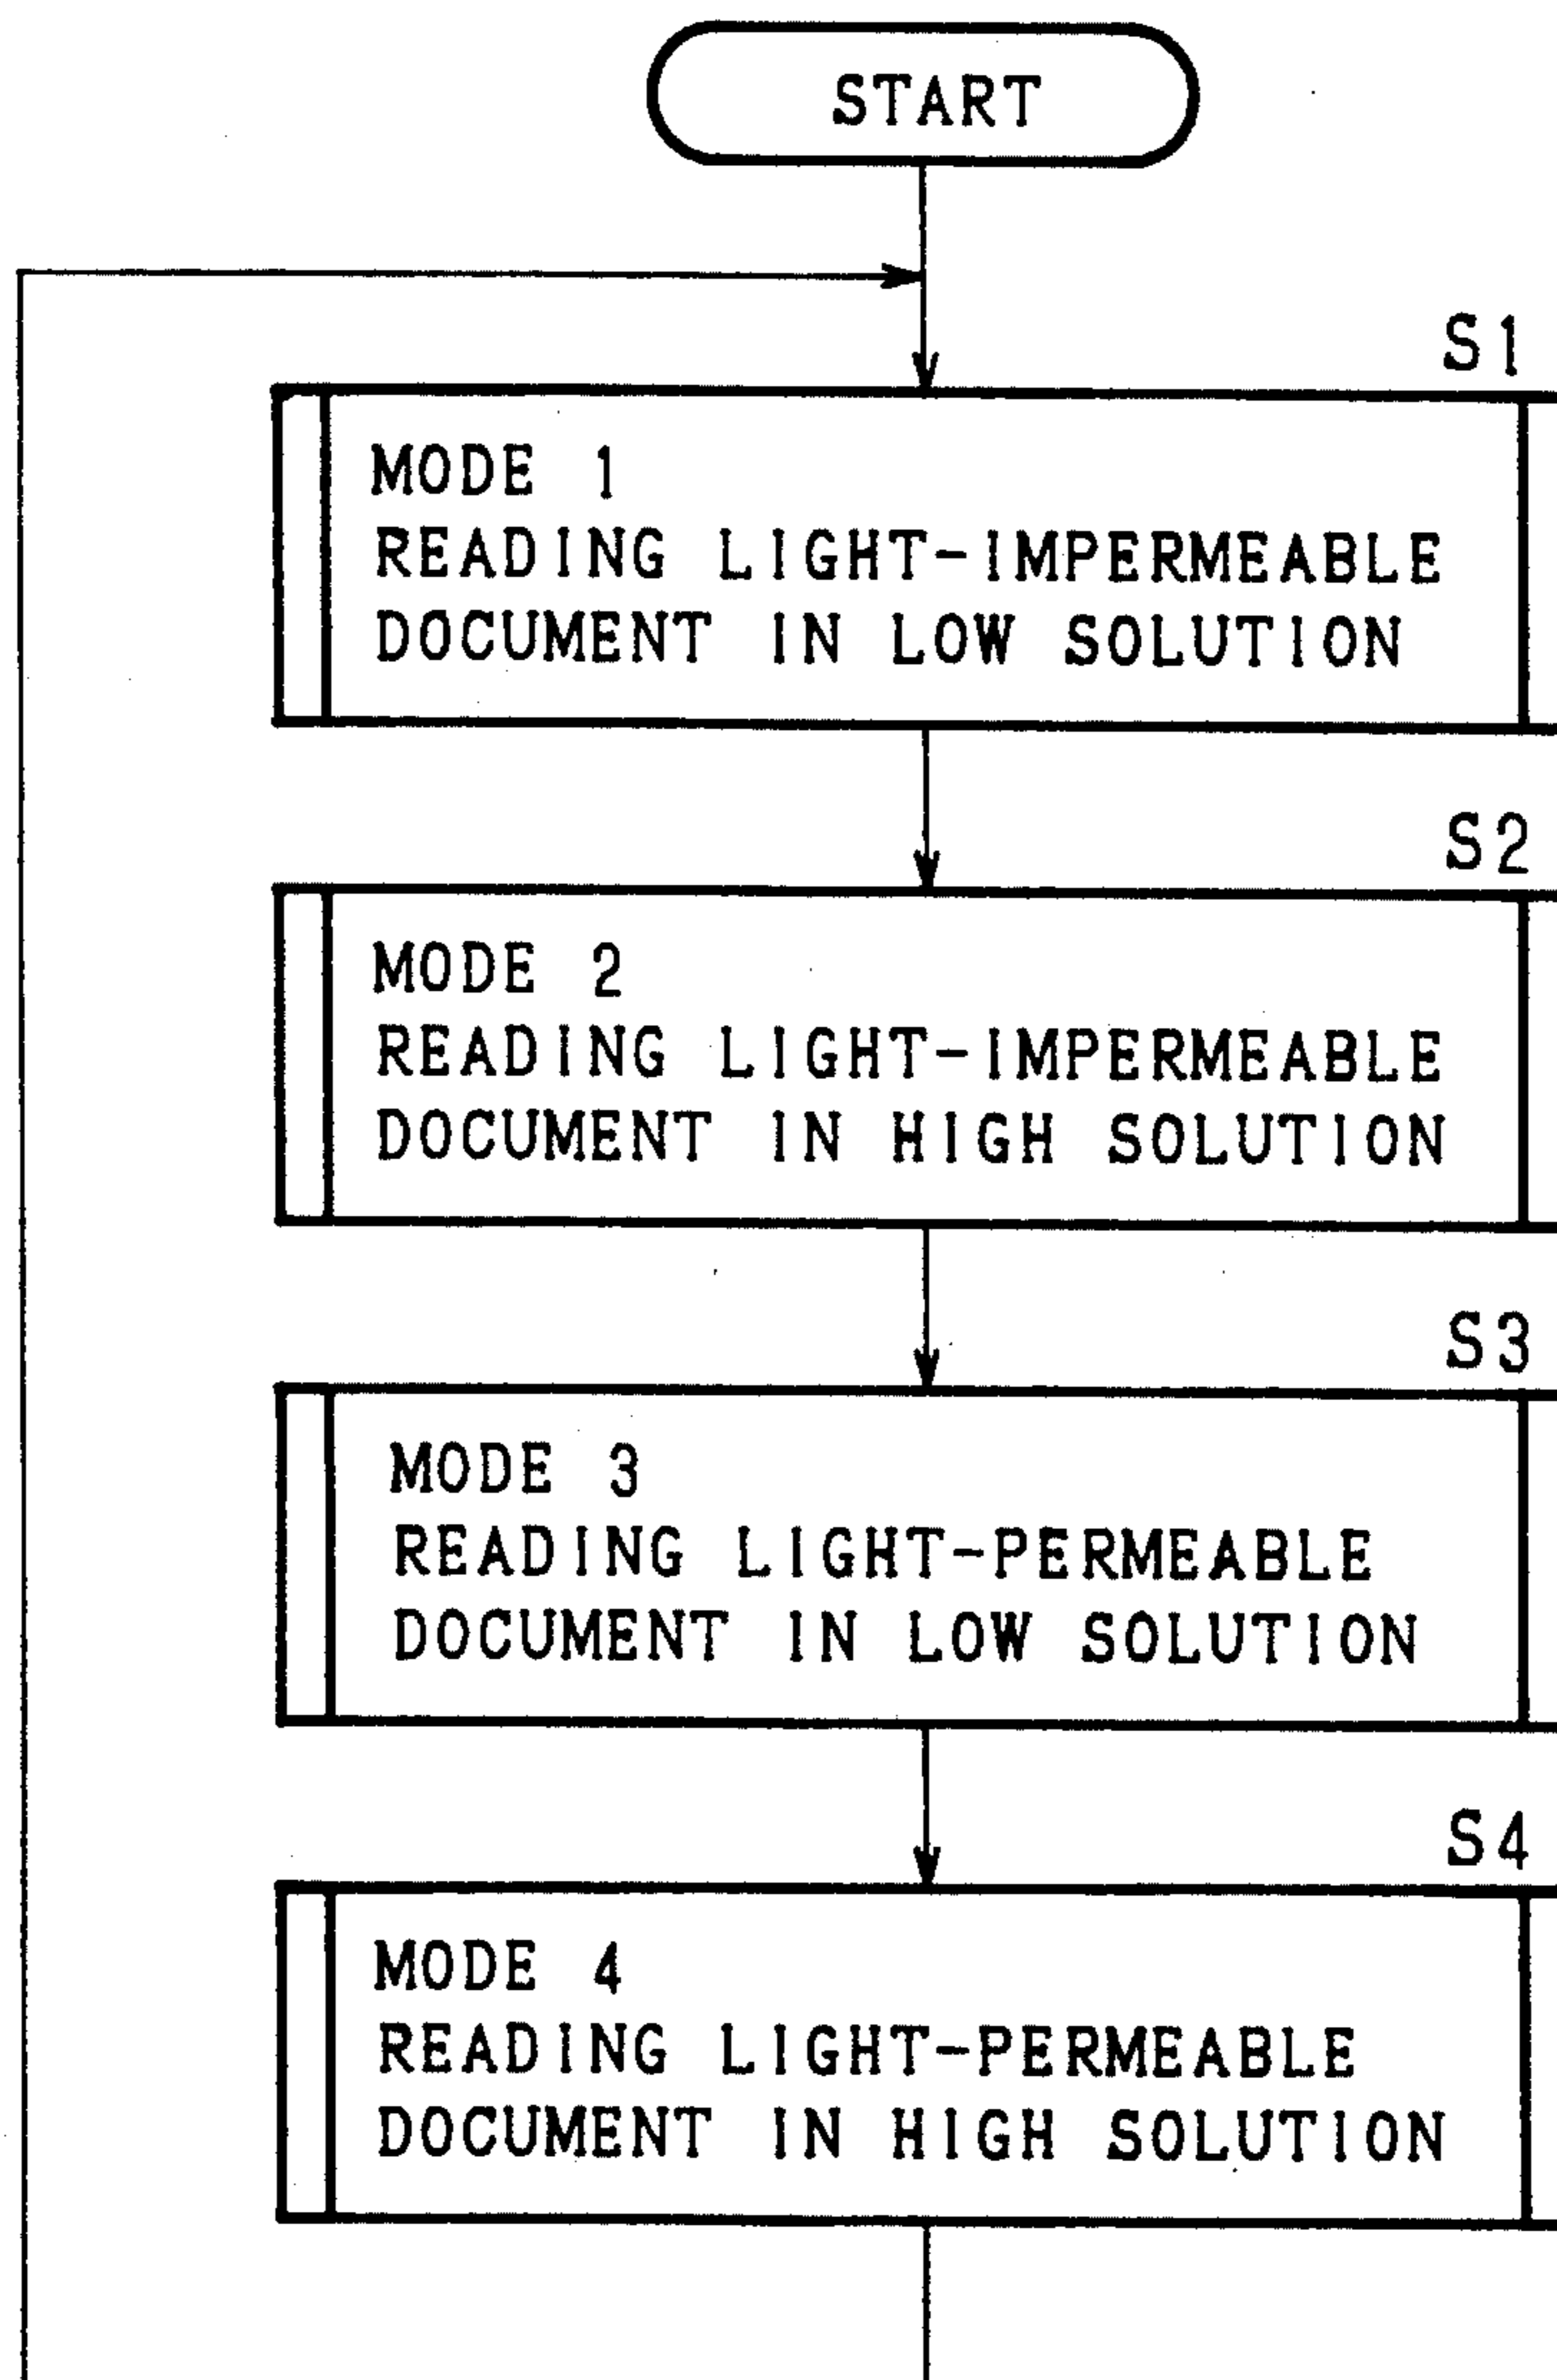 START
S1
MODE 1
READING LIGHT-IMPERMEABLE
DOCUMENT IN LOW SOLUTION
S2
MODE 2
READING LIGHT-IMPERMEABLE
DOCUMENT IN HIGH SOLUTION
S3
MODE 3
READING LIGHT-PERMEABLE
DOCUMENT IN LOW SOLUTION
S4
MODE 4
READING LIGHT-PERMEABLE
DOCUMENT IN HIGH SOLUTION